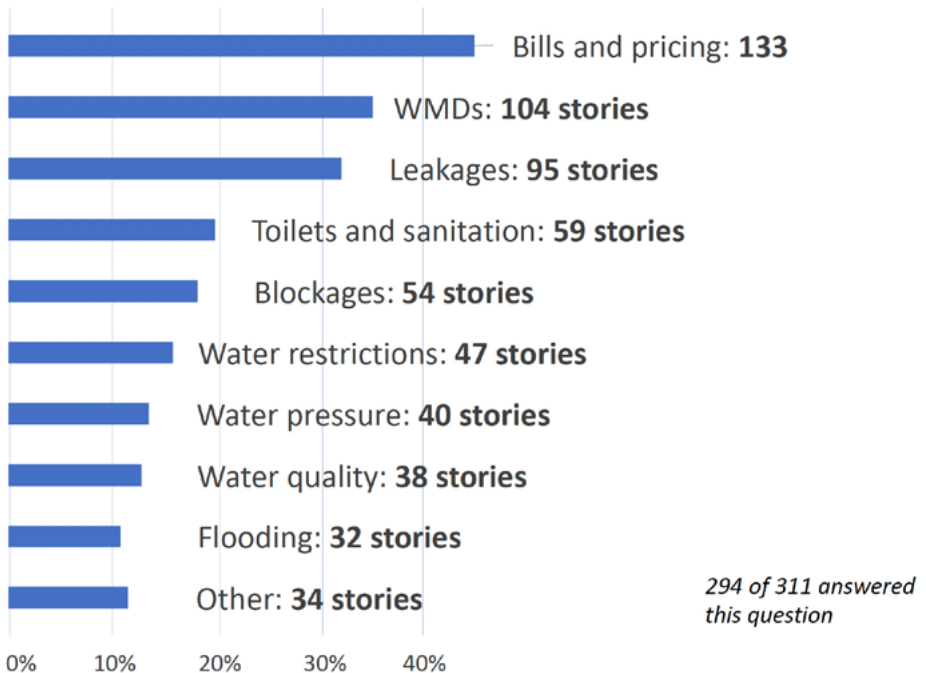 Bills and pricing: 133
WMDs: 104 stories
Leakages: 95 stories
Toilets and sanitation: 59 stories
Blockages: 54 stories
Water restrictions: 47 stories
Water pressure: 40 stories
Water quality: 38 stories
Flooding: 32 stories
Other: 34 stories
294 of 311 answered
this question
0% 10% 20% 30% 40%